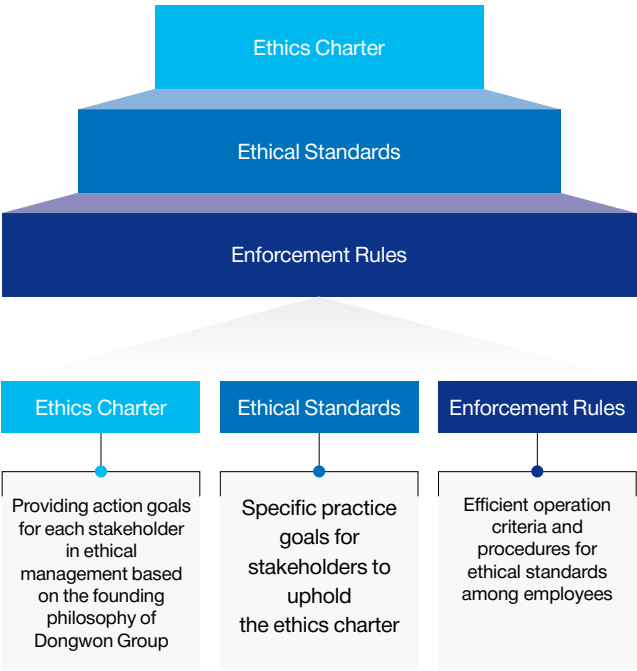 Ethics Charter
Ethical Standards
Enforcement Rules
Ethics Charter
Ethical Standards
Enforcement Rules
Providing action goals
for each stakeholder
in ethical
management based
on the founding
philosophy of
Dongwon Group
Specific practice
goals for
stakeholders to
uphold
the ethics charter
Efficient operation
criteria and
procedures for
ethical standards
among employees